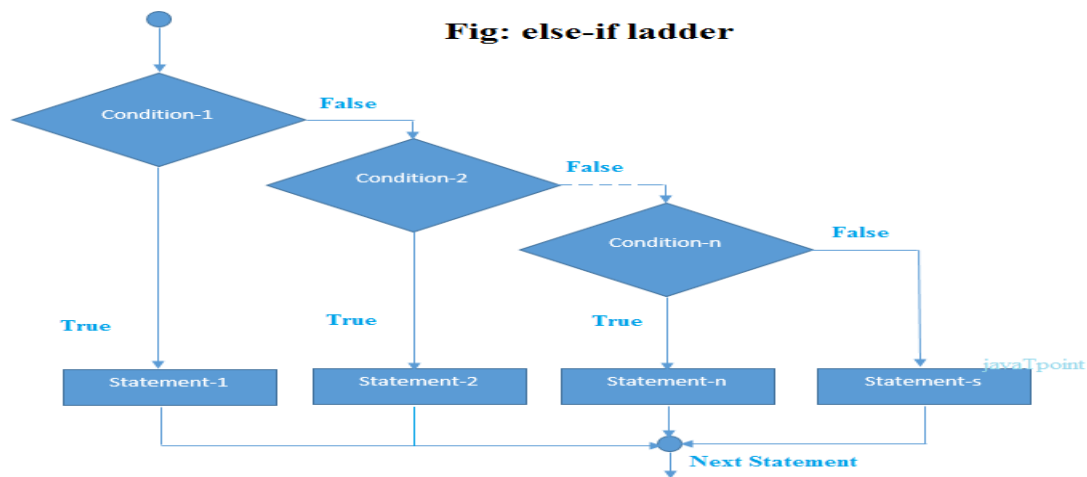 Fig: else-if ladder
Condition-1
False
Condition-2
False
Condition-n
False
True
True
True
Statement-1
Statement-2
Statement-n
Statement-s
javaTpoint
Next Statement